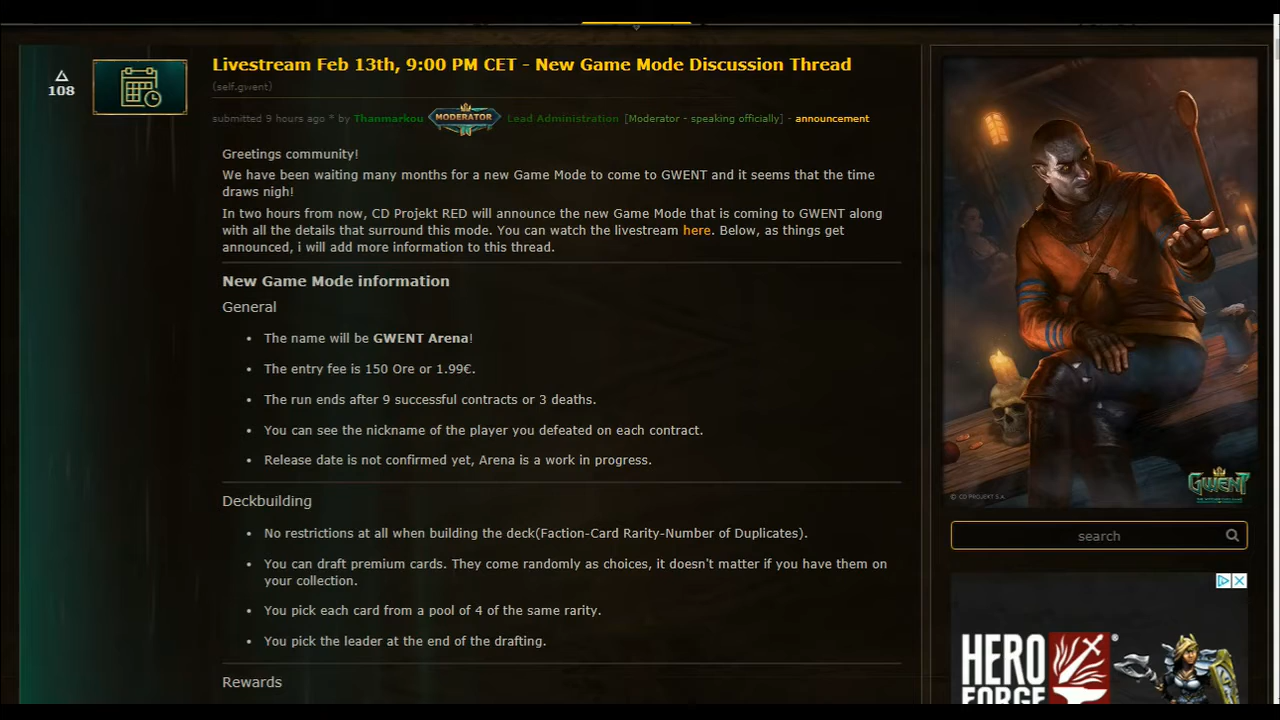 Livestream Feb 13th, 9:00 PM CET - New Game Mode Discussion Thread
108
(self.gwent)
submitted 9 hours ago * by Thanmarkou MODERATOR Lead Administration [Moderator - speaking officially] - announcement
Greetings community!
We have been waiting many months for a new Game Mode to come to GWENT and it seems that the time
draws nigh!
In two hours from now, CD Projekt RED will announce the new Game Mode that is coming to GWENT along
with all the details that surround this mode. You can watch the livestream here. Below, as things get
announced, i will add more information to this thread.
New Game Mode information
General
• The name will be GWENT Arena!
• The entry fee is 150 Ore or 1.99€.
• The run ends after 9 successful contracts or 3 deaths.
• You can see the nickname of the player you defeated on each contract.
• Release date is not confirmed yet, Arena is a work in progress.
Deckbuilding
• No restrictions at all when building the deck(Faction-Card Rarity-Number of Duplicates).
• You can draft premium cards. They come randomly as choices, it doesn't matter if you have them on
your collection.
• You pick each card from a pool of 4 of the same rarity.
• You pick the leader at the end of the drafting.
Rewards
© CD PROJEKT S.A.
GWENT
search
HERO
FORGE
®